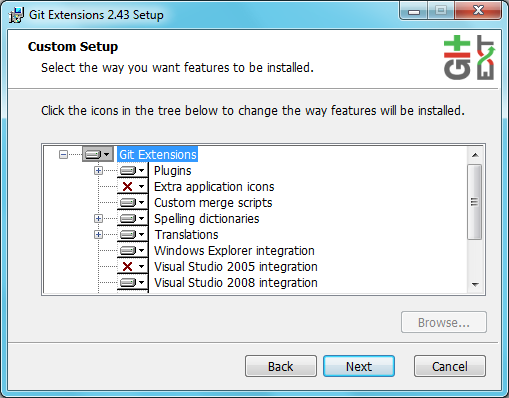 Git Extensions 2.43 Setup
Custom Setup
Select the way you want features to be installed.
Git
EXT
Click the icons in the tree below to change the way features will be installed.
Git Extensions
Plugins
Extra application icons
Custom merge scripts
Spelling dictionaries
Translations
Windows Explorer integration
Visual Studio 2005 integration
Visual Studio 2008 integration
Browse...
Back
Next
Cancel